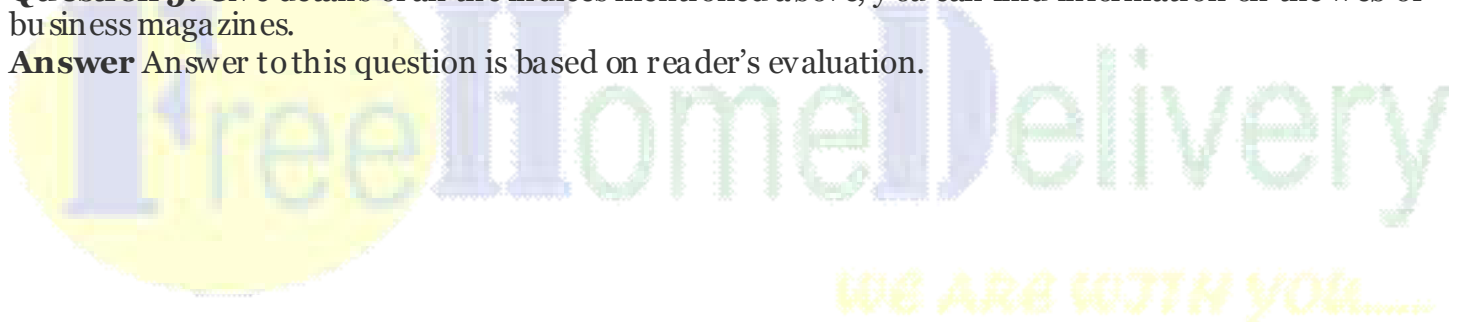 business magazines.
Answer Answer to this question is based on reader's evaluation.
FreeHomeDelivery
WE ARE WITH YOU.....